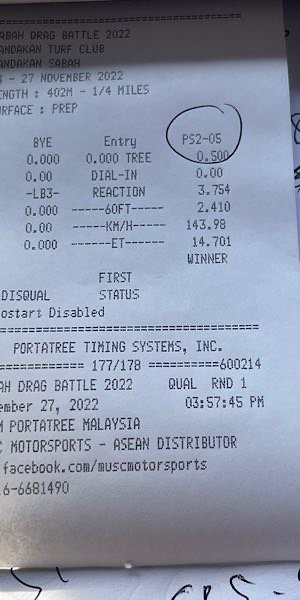 ABAH DRAG BATTLE 2022
ANDAKAN TURF CLUB
ANDAKAN SABAH
- 27 NOVEMBER 2022
ENGTH : 402M - 1/4 MILES
URFACE : PREP
BYE Entry PS2-05
0.000 0.000 TREE 0.500
0.00 DIAL-IN 0.00
-LB3- REACTION 3.754
0.000 -----60FT----- 2.410
0.00 -----KM/H----- 143.98
0.000 ------ET------ 14.701
WINNER
FIRST
DISQUAL STATUS
ostart Disabled
PORTATREE TIMING SYSTEMS, INC.
============ 177/178 ==========600214
AH DRAG BATTLE 2022 QUAL RND 1
ember 27, 2022 03:57:45 PM
M PORTATREE MALAYSIA
C MOTORSPORTS - ASEAN DISTRIBUTOR
facebook.com/muscmotorsports
6-6681490